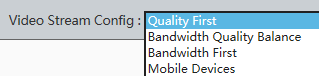 Video Stream Config : Quality First
Bandwidth Quality Balance
Bandwidth First
Mobile Devices